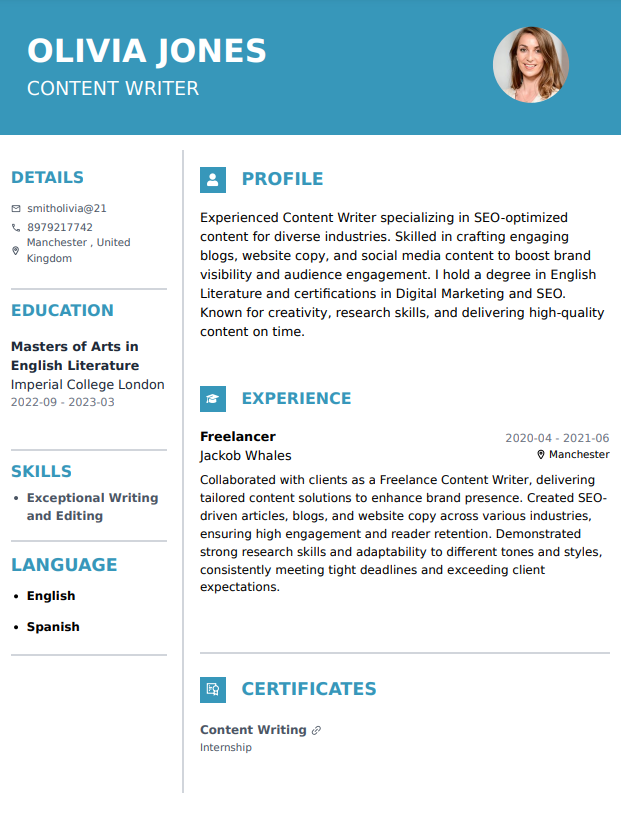 OLIVIA JONES
CONTENT WRITER
DETAILS
smitholivia@21
8979217742
Manchester , United
Kingdom
EDUCATION
Masters of Arts in
English Literature
Imperial College London
2022-09 - 2023-03
SKILLS
• Exceptional Writing
and Editing
LANGUAGE
• English
• Spanish
PROFILE
Experienced Content Writer specializing in SEO-optimized
content for diverse industries. Skilled in crafting engaging
blogs, website copy, and social media content to boost brand
visibility and audience engagement. I hold a degree in English
Literature and certifications in Digital Marketing and SEO.
Known for creativity, research skills, and delivering high-quality
content on time.
EXPERIENCE
Freelancer 2020-04 - 2021-06
Jackob Whales Manchester
Collaborated with clients as a Freelance Content Writer, delivering
tailored content solutions to enhance brand presence. Created SEO-
driven articles, blogs, and website copy across various industries,
ensuring high engagement and reader retention. Demonstrated
strong research skills and adaptability to different tones and styles,
consistently meeting tight deadlines and exceeding client
expectations.
CERTIFICATES
Content Writing
Internship